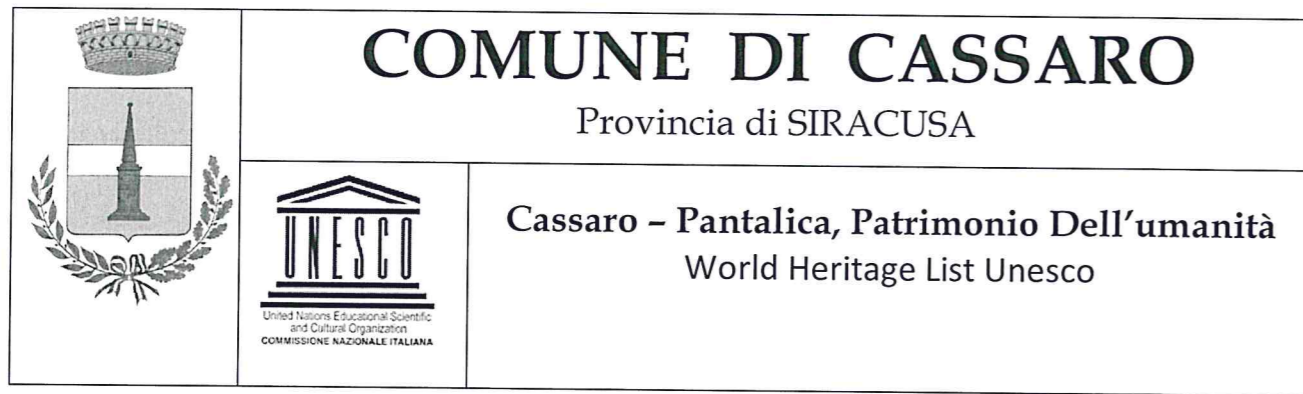 COMUNE DI CASSARO
Provincia di SIRACUSA
UNESCO
United Nations Educational Scientific
and Cultural Organization
COMMISSIONE NAZIONALE ITALIANA
Cassaro – Pantalica, Patrimonio Dell'umanità
World Heritage List Unesco